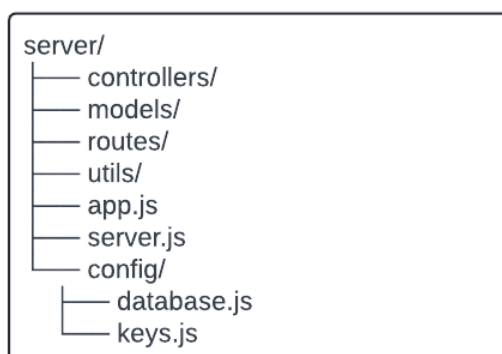 server/
controllers/
models/
routes/
utils/
app.js
server.js
config/
database.js
keys.js